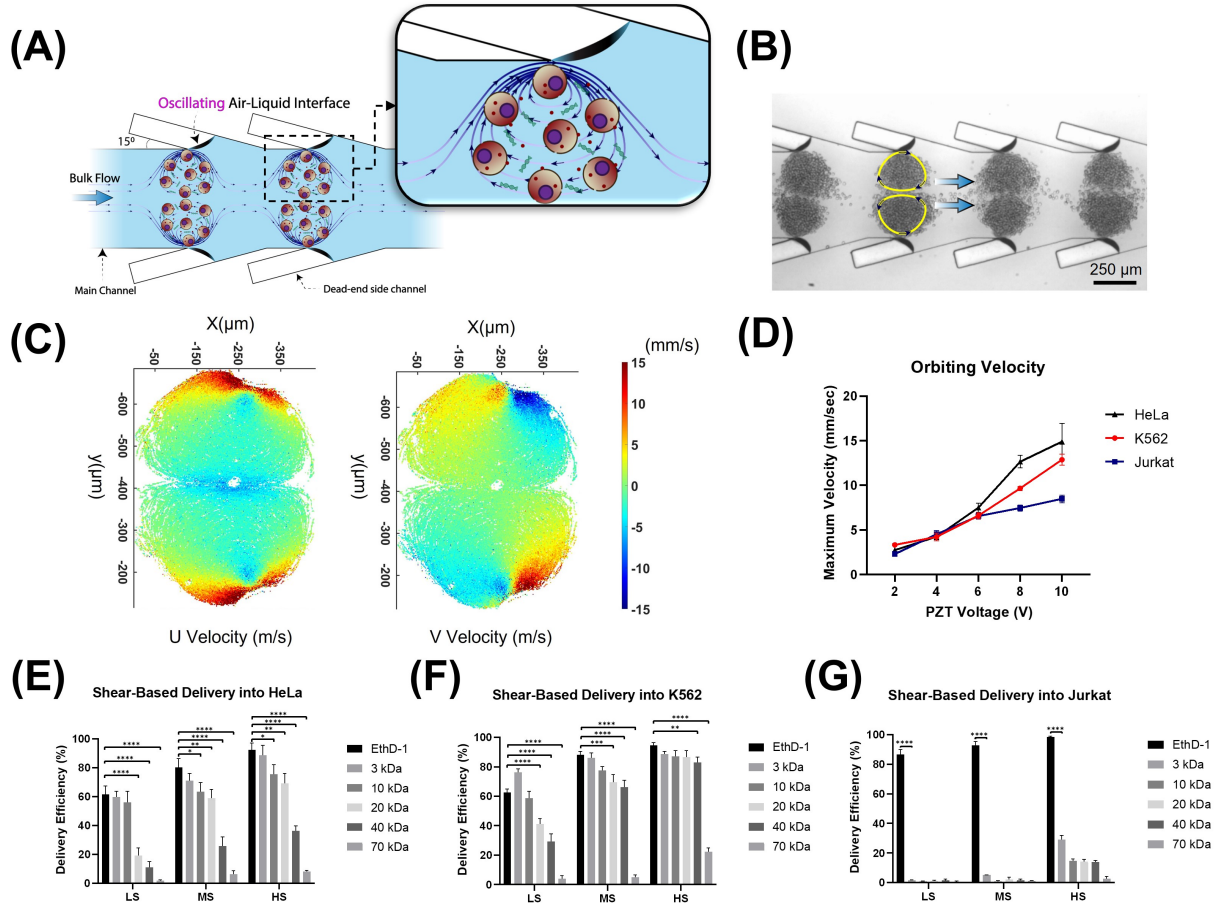 (A)
Oscillating Air-Liquid Interface
15⁰
Bulk Flow
Main Channel
Dead-end side channel
(B)
250 µm
(C)
X(µm)
X(µm)
(mm/s)
-50
-150
-250
-350
-50
-150
-250
-350
y(µm)
-600
-500
-400
-300
-200
y(µm)
-600
-500
-400
-300
-200
15
10
5
0
-5
-10
-15
U Velocity (m/s)
V Velocity (m/s)
(D)
Orbiting Velocity
Maximum Velocity (mm/sec)
20
15
10
5
0
2
4
6
8
10
PZT Voltage (V)
HeLa
K562
Jurkat
(E)
Shear-Based Delivery into HeLa
Delivery Efficiency (%)
100
80
60
40
20
0
****
****
****
****
****
**
*
****
****
**
*
LS
MS
HS
EthD-1
3 kDa
10 kDa
20 kDa
40 kDa
70 kDa
(F)
Shear-Based Delivery into K562
Delivery Efficiency (%)
100
80
60
40
20
0
****
****
****
****
****
***
****
**
LS
MS
HS
EthD-1
3 kDa
10 kDa
20 kDa
40 kDa
70 kDa
(G)
Shear-Based Delivery into Jurkat
Delivery Efficiency (%)
100
80
60
40
20
0
****
****
****
LS
MS
HS
EthD-1
3 kDa
10 kDa
20 kDa
40 kDa
70 kDa